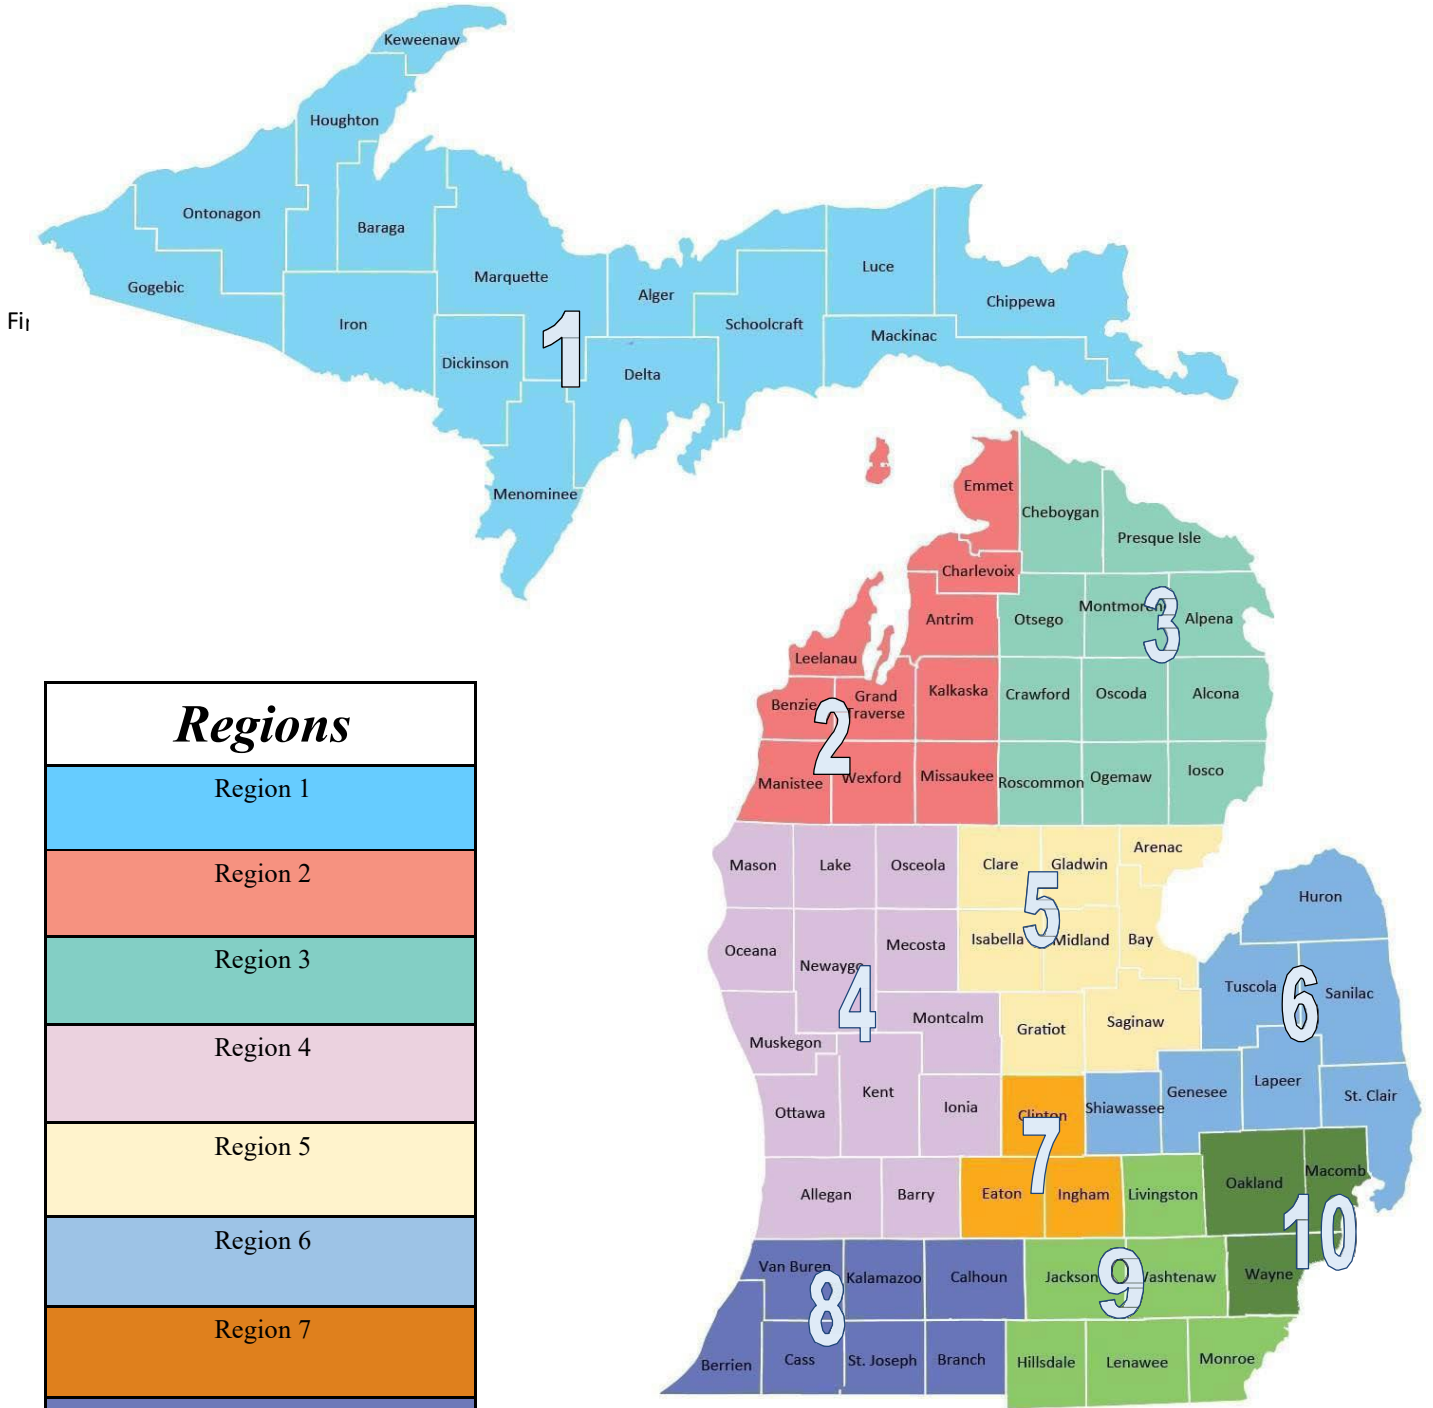 Keweenaw
Houghton
Ontonagon
Baraga
Gogebic
Marquette
Luce
Alger
Chippewa
Iron
Schoolcraft
Mackinac
Dickinson
1
Delta
Menominee
Emmet
Cheboygan
Presque Isle
Charlevoix
Antrim
Otsego
Montmoren
3
Alpena
Leelanau
Benzie
Grand
Traverse
Kalkaska
Crawford
Oscoda
Alcona
2
Manistee
Wexford
Missaukee
Roscommon
Ogemaw
Iosco
Mason
Lake
Osceola
Clare
Gladwin
Arenac
5
Huron
Oceana
Newaygo
Mecosta
Isabella
Midland
Bay
4
Tuscola
6
Sanilac
Muskegon
Montcalm
Gratiot
Saginaw
Ottawa
Kent
Ionia
Clinton
Shiawassee
Genesee
Lapeer
St. Clair
7
Allegan
Barry
Eaton
Ingham
Livingston
Oakland
Macomb
10
Van Buren
Kalamazoo
Calhoun
Jackson
9
Washtenaw
Wayne
8
Berrien
Cass
St. Joseph
Branch
Hillsdale
Lenawee
Monroe
Regions
Region 1
Region 2
Region 3
Region 4
Region 5
Region 6
Region 7